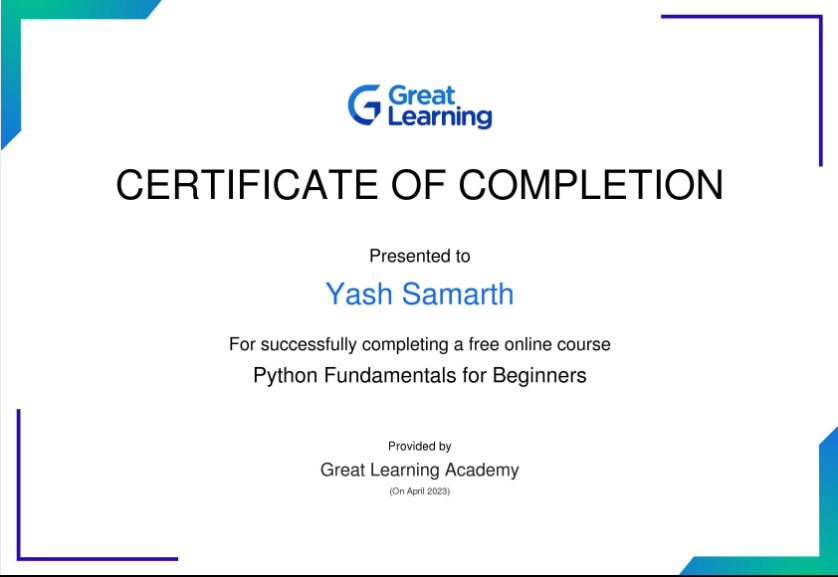 Great
Learning
CERTIFICATE OF COMPLETION
Presented to
Yash Samarth
For successfully completing a free online course
Python Fundamentals for Beginners
Provided by
Great Learning Academy
(On April 2023)